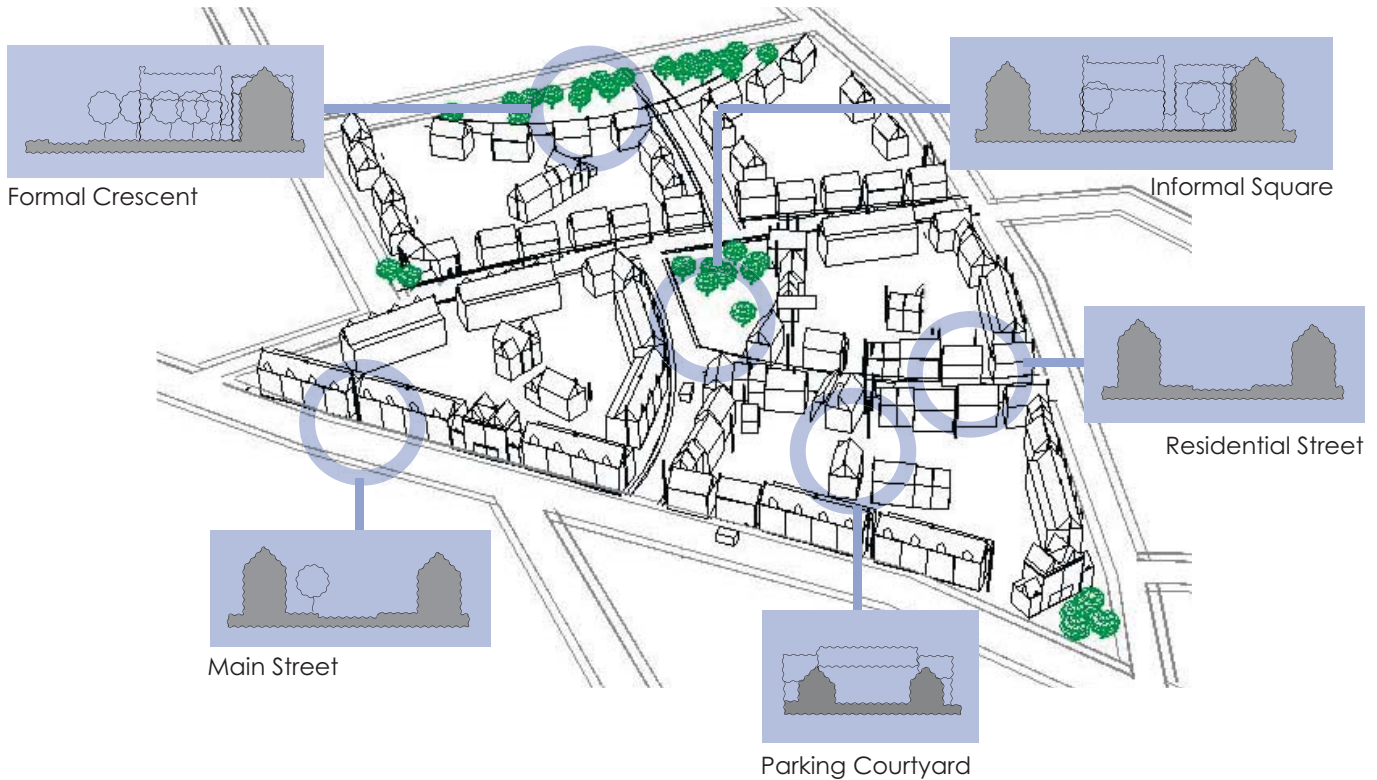 Formal Crescent
Informal Square
Residential Street
Main Street
Parking Courtyard